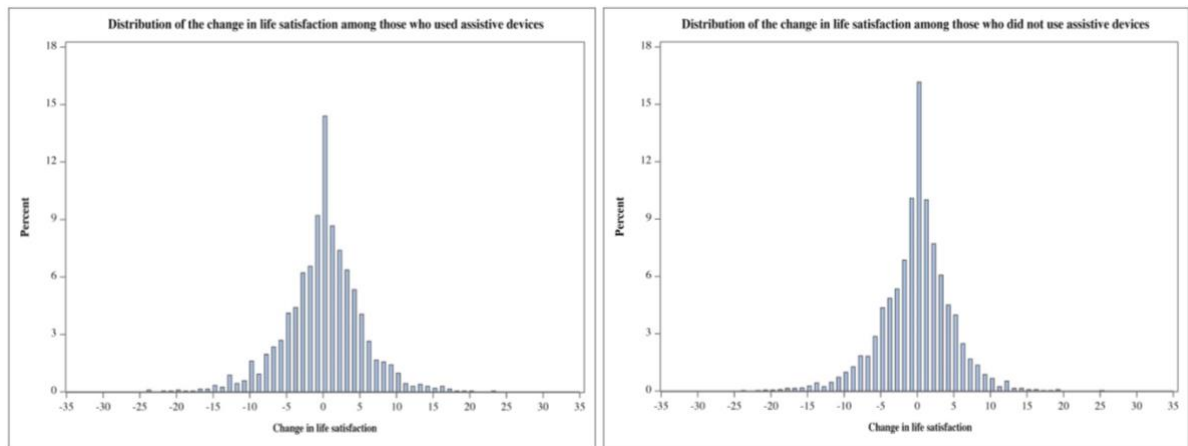 Distribution of the change in life satisfaction among those who used assistive devices
18
15
12
9
6
3
0
Percent
-35 -30 -25 -20 -15 -10 -5 0 5 10 15 20 25 30 35
Change in life satisfaction
Distribution of the change in life satisfaction among those who did not use assistive devices
18
15
12
9
6
3
0
Percent
-35 -30 -25 -20 -15 -10 -5 0 5 10 15 20 25 30 35
Change in life satisfaction